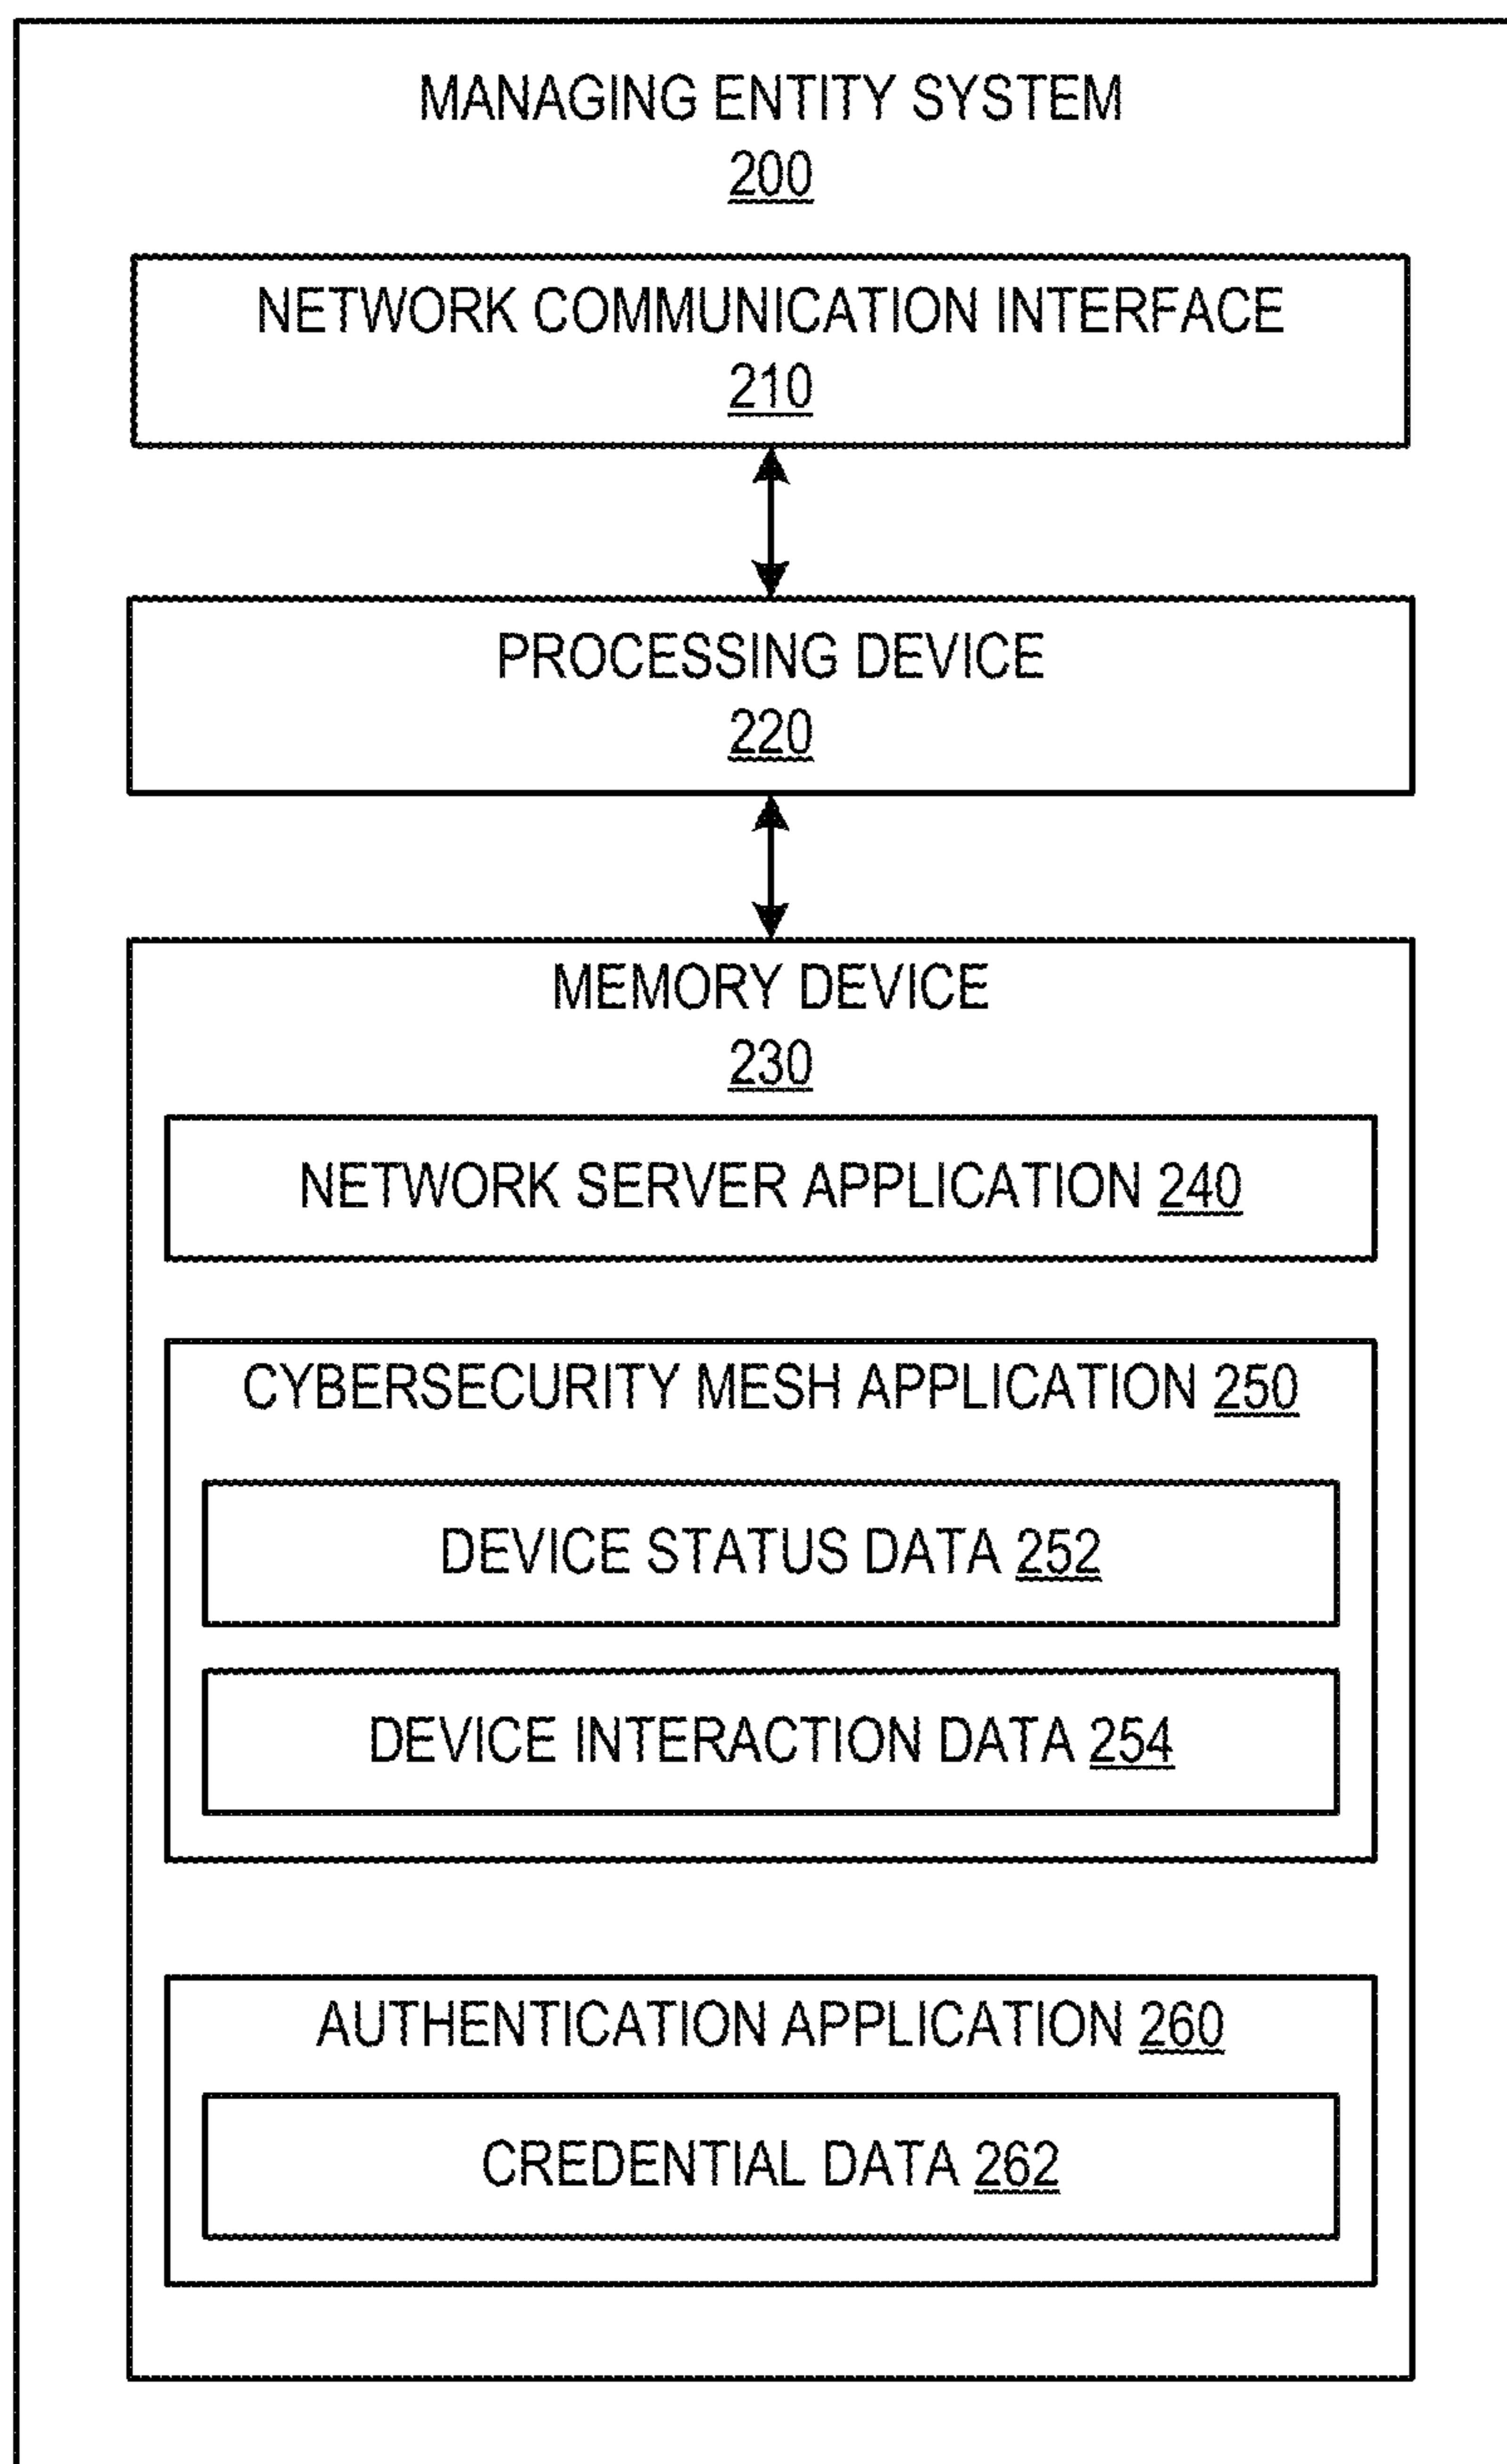 MANAGING ENTITY SYSTEM
200
NETWORK COMMUNICATION INTERFACE
210
PROCESSING DEVICE
220
MEMORY DEVICE
230
NETWORK SERVER APPLICATION 240
CYBERSECURITY MESH APPLICATION 250
DEVICE STATUS DATA 252
DEVICE INTERACTION DATA 254
AUTHENTICATION APPLICATION 260
CREDENTIAL DATA 262